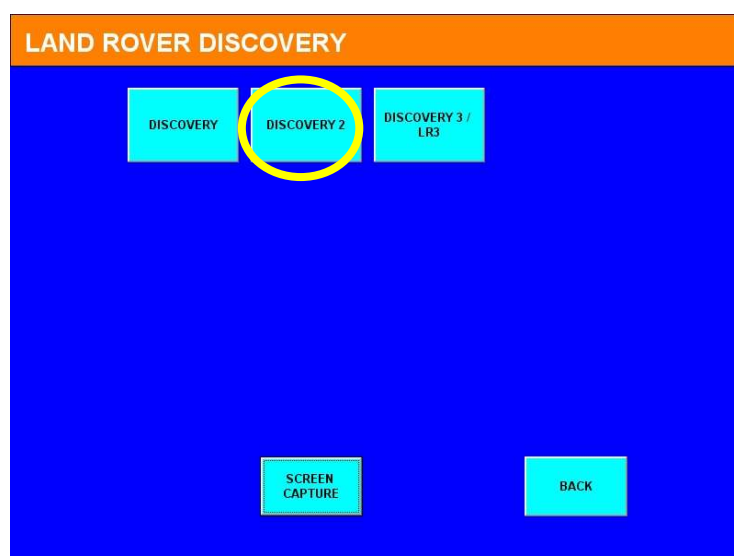 LAND ROVER DISCOVERY
DISCOVERY
DISCOVERY 2
DISCOVERY 3 /
LR3
SCREEN
CAPTURE
BACK